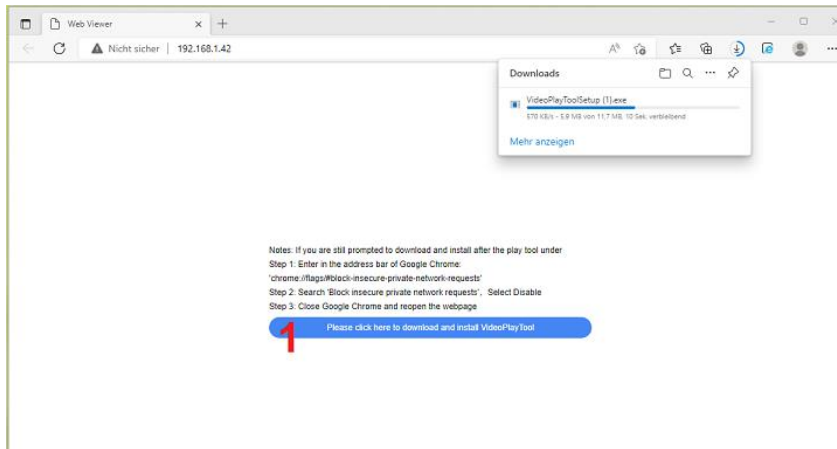 Web Viewer
Nicht sicher | 192.168.1.42
Downloads
VideoPlayToolSetup (1).exe
570 KB/s - 5,9 MB von 11,7 MB, 10 Sek. verbleibend
Mehr anzeigen
Notes: If you are still prompted to download and install after the play tool under
Step 1: Enter in the address bar of Google Chrome:
'chrome://flags/#block-insecure-private-network-requests'
Step 2: Search 'Block insecure private network requests', Select Disable
Step 3: Close Google Chrome and reopen the webpage
1 Please click here to download and install VideoPlayTool